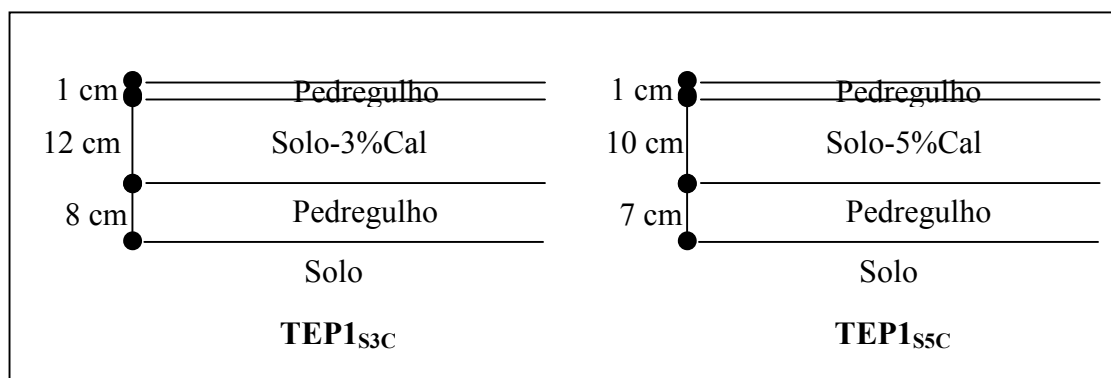 1 cm Pedregulho
12 cm Solo-3%Cal
8 cm Pedregulho
Solo
TEP1S3C
1 cm Pedregulho
10 cm Solo-5%Cal
7 cm Pedregulho
Solo
TEP1S5C